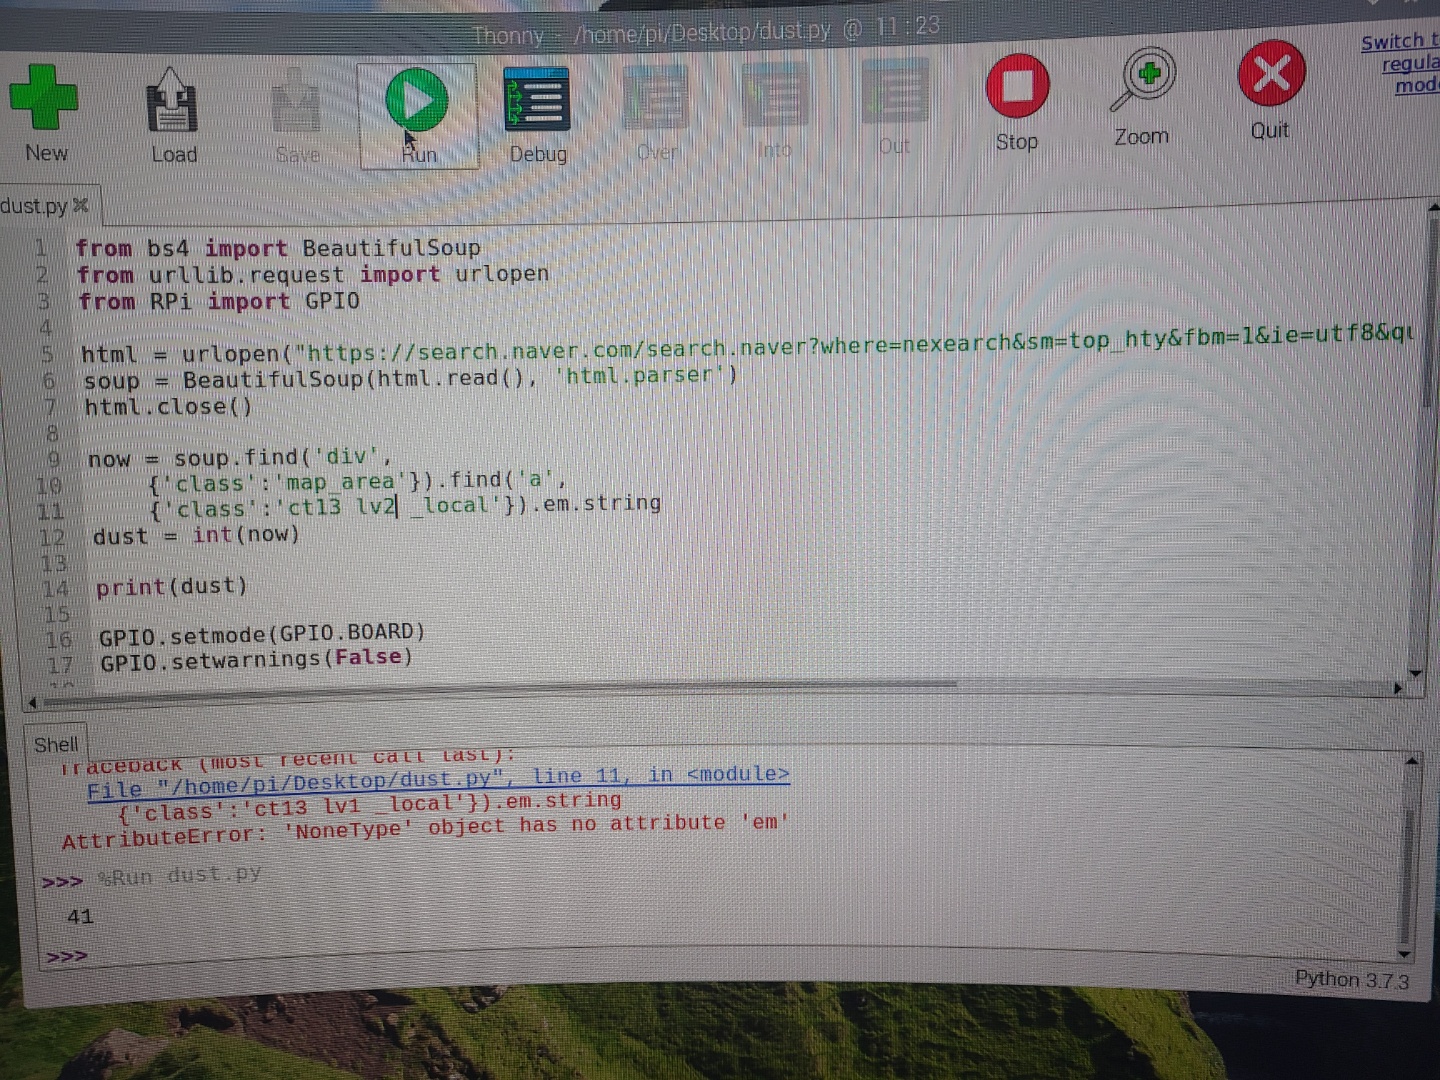 Thonny - /home/pi/Desktop/dust.py @ 11:23
New Load Save Run Debug Over Into Out Stop Zoom Quit
Switch t
regula
mod
dust.py
1 from bs4 import BeautifulSoup
2 from urllib.request import urlopen
3 from RPi import GPIO
4
5 html = urlopen("https://search.naver.com/search.naver?where=nexearch&sm=top_hty&fbm=1&ie=utf8&qu
6 soup = BeautifulSoup(html.read(), 'html.parser')
7 html.close()
8
9 now = soup.find('div',
10 {'class':'map_area'}).find('a',
11 {'class':'ct13 lv2 _local'}).em.string
12 dust = int(now)
13
14 print(dust)
15
16 GPIO.setmode(GPIO.BOARD)
17 GPIO.setwarnings(False)
Shell
Traceback (most recent call last):
File "/home/pi/Desktop/dust.py", line 11, in <module>
{'class':'ct13 lv1 _local'}).em.string
AttributeError: 'NoneType' object has no attribute 'em'
>>> %Run dust.py
41
>>>
Python 3.7.3